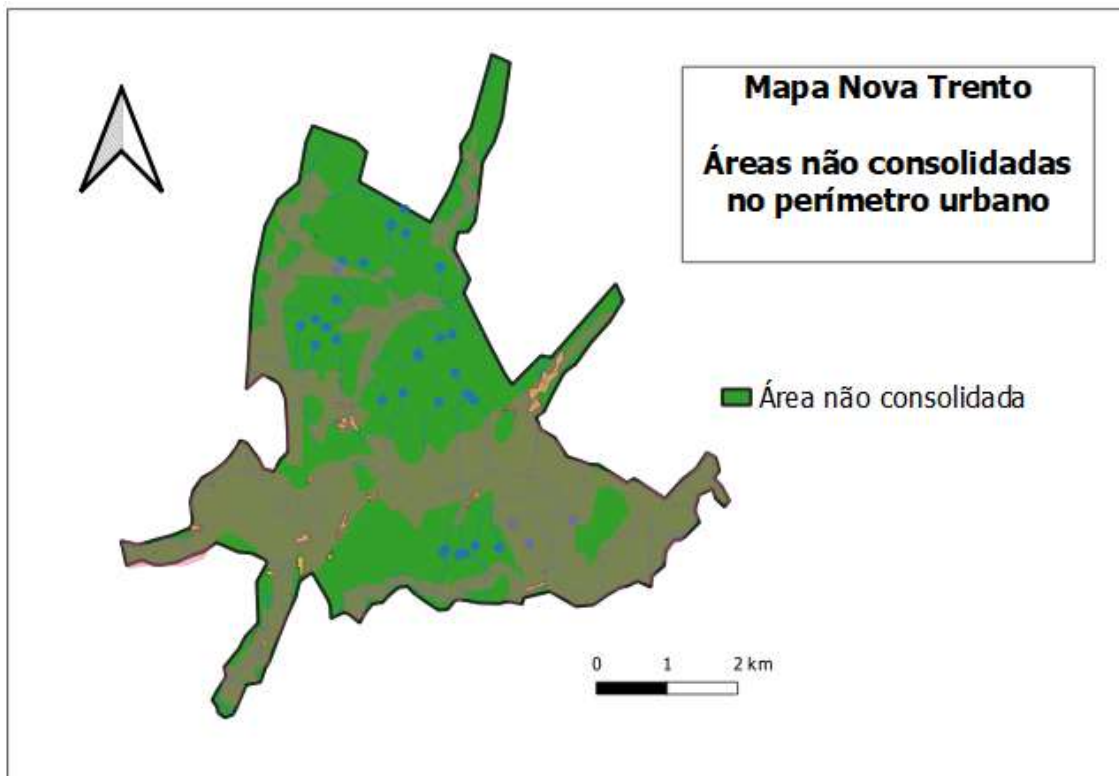 Mapa Nova Trento
Áreas não consolidadas
no perímetro urbano
Área não consolidada
0 1 2 km